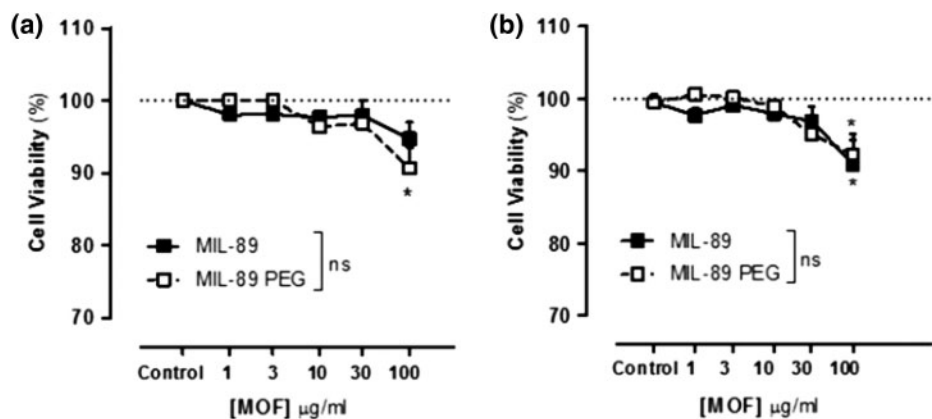 (a)
110
100
90
80
70
Cell Viability (%)
*
MIL-89
MIL-89 PEG
ns
Control 1 3 10 30 100
[MOF] µg/ml
(b)
110
100
90
80
70
Cell Viability (%)
*
*
MIL-89
MIL-89 PEG
ns
Control 1 3 10 30 100
[MOF] µg/ml